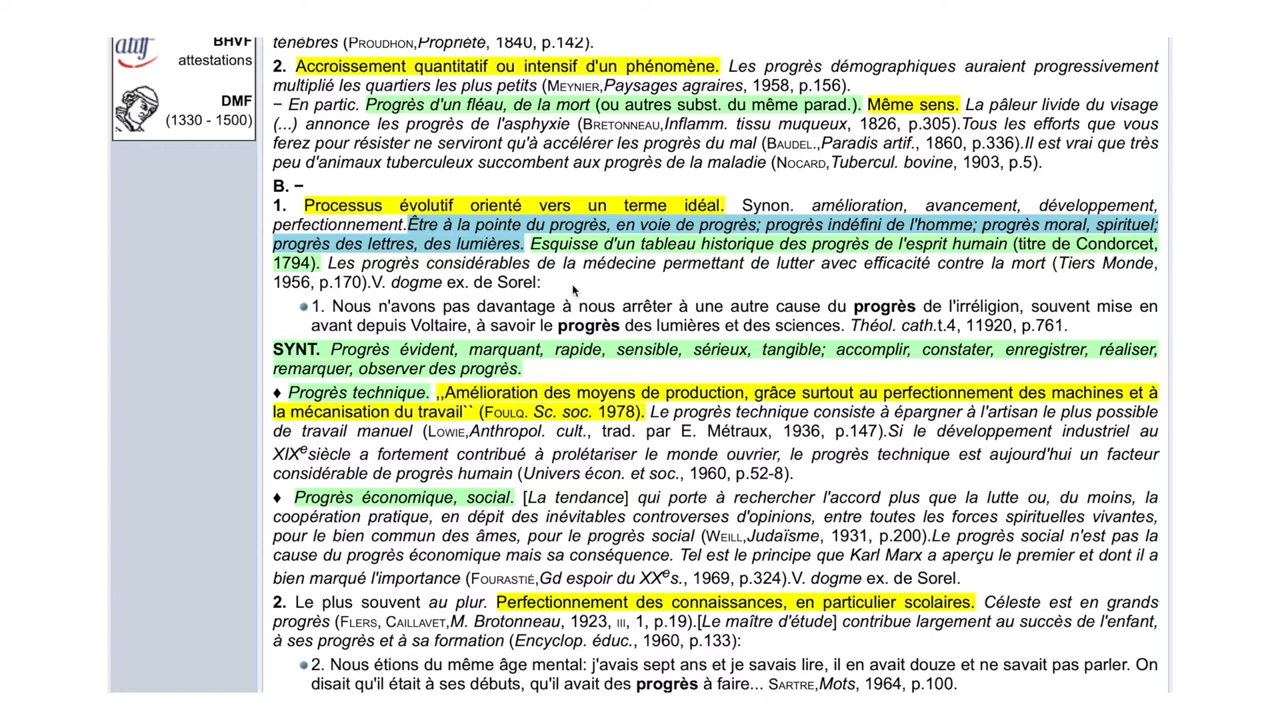 atilf
BHVF
attestations
DMF
(1330 - 1500)
ténèbres (PROUDHON,Propriété, 1840, p.142).
2. Accroissement quantitatif ou intensif d'un phénomène. Les progrès démographiques auraient progressivement
multiplié les quartiers les plus petits (MEYNIER,Paysages agraires, 1958, p.156).
− En partic. Progrès d'un fléau, de la mort (ou autres subst. du même parad.). Même sens. La pâleur livide du visage
(...) annonce les progrès de l'asphyxie (BRETONNEAU,Inflamm. tissu muqueux, 1826, p.305).Tous les efforts que vous
ferez pour résister ne serviront qu'à accélérer les progrès du mal (BAUDEL.,Paradis artif., 1860, p.336).Il est vrai que très
peu d'animaux tuberculeux succombent aux progrès de la maladie (NOCARD,Tubercul. bovine, 1903, p.5).
B. −
1. Processus évolutif orienté vers un terme idéal. Synon. amélioration, avancement, développement,
perfectionnement.Être à la pointe du progrès, en voie de progrès; progrès indéfini de l'homme; progrès moral, spirituel;
progrès des lettres, des lumières. Esquisse d'un tableau historique des progrès de l'esprit humain (titre de Condorcet,
1794). Les progrès considérables de la médecine permettant de lutter avec efficacité contre la mort (Tiers Monde,
1956, p.170).V. dogme ex. de Sorel:
1. Nous n'avons pas davantage à nous arrêter à une autre cause du progrès de l'irréligion, souvent mise en
avant depuis Voltaire, à savoir le progrès des lumières et des sciences. Théol. cath.t.4, 11920, p.761.
SYNT. Progrès évident, marquant, rapide, sensible, sérieux, tangible; accomplir, constater, enregistrer, réaliser,
remarquer, observer des progrès.
♦ Progrès technique. ,,Amélioration des moyens de production, grâce surtout au perfectionnement des machines et à
la mécanisation du travail`` (FOULQ. Sc. soc. 1978). Le progrès technique consiste à épargner à l'artisan le plus possible
de travail manuel (LOWIE,Anthropol. cult., trad. par E. Métraux, 1936, p.147).Si le développement industriel au
XIXesiècle a fortement contribué à prolétariser le monde ouvrier, le progrès technique est aujourd'hui un facteur
considérable de progrès humain (Univers écon. et soc., 1960, p.52-8).
♦ Progrès économique, social. [La tendance] qui porte à rechercher l'accord plus que la lutte ou, du moins, la
coopération pratique, en dépit des inévitables controverses d'opinions, entre toutes les forces spirituelles vivantes,
pour le bien commun des âmes, pour le progrès social (WEILL,Judaïsme, 1931, p.200).Le progrès social n'est pas la
cause du progrès économique mais sa conséquence. Tel est le principe que Karl Marx a aperçu le premier et dont il a
bien marqué l'importance (FOURASTIÉ,Gd espoir du XXes., 1969, p.324).V. dogme ex. de Sorel.
2. Le plus souvent au plur. Perfectionnement des connaissances, en particulier scolaires. Céleste est en grands
progrès (FLERS, CAILLAVET,M. Brotonneau, 1923, III, 1, p.19).[Le maître d'étude] contribue largement au succès de l'enfant,
à ses progrès et à sa formation (Encyclop. éduc., 1960, p.133):
2. Nous étions du même âge mental: j'avais sept ans et je savais lire, il en avait douze et ne savait pas parler. On
disait qu'il était à ses débuts, qu'il avait des progrès à faire... SARTRE,Mots, 1964, p.100.